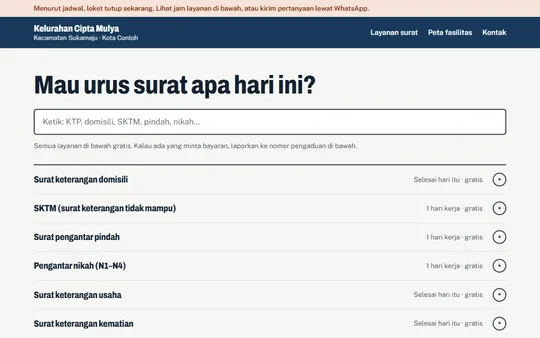 Menurut jadwal, loket tutup sekarang. Lihat jam layanan di bawah, atau kirim pertanyaan lewat WhatsApp.
Kelurahan Cipta Mulya
Kecamatan Sukamaju · Kota Contoh
Layanan surat
Peta fasilitas
Kontak
Mau urus surat apa hari ini?
Ketik: KTP, domisili, SKTM, pindah, nikah...
Semua layanan di bawah gratis. Kalau ada yang minta bayaran, laporkan ke nomor pengaduan di bawah.
Surat keterangan domisili
Selesai hari itu · gratis
+
SKTM (surat keterangan tidak mampu)
1 hari kerja · gratis
+
Surat pengantar pindah
1 hari kerja · gratis
+
Pengantar nikah (N1–N4)
1 hari kerja · gratis
+
Surat keterangan usaha
Selesai hari itu · gratis
+
Surat keterangan kematian
Selesai hari itu · gratis
+